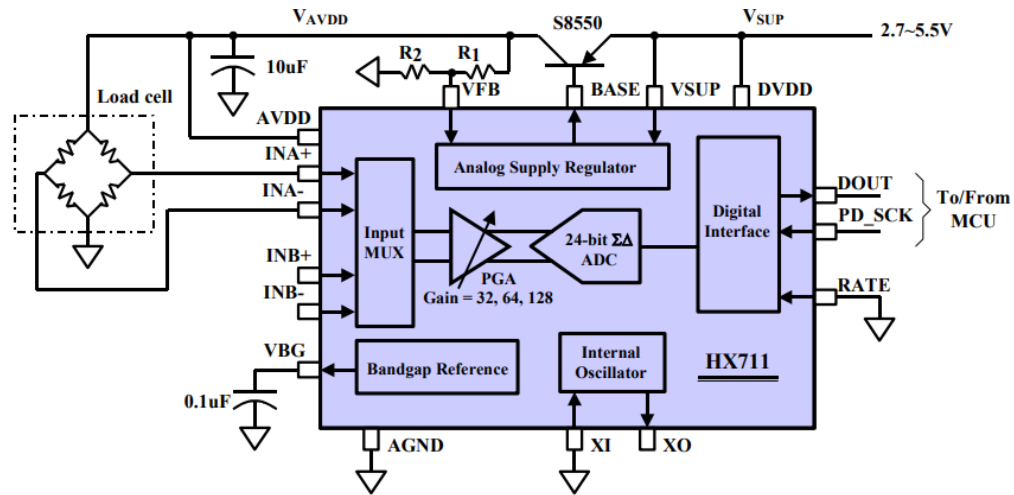 VAVDD
S8550
VSUP
2.7~5.5V
R2
R1
10uF
VFB
BASE
VSUP
DVDD
Load cell
AVDD
INA+
INA-
INB+
INB-
VBG
0.1uF
Analog Supply Regulator
Input
MUX
PGA
Gain = 32, 64, 128
24-bit ΣΔ
ADC
Digital
Interface
DOUT
PD_SCK
To/From
MCU
RATE
Bandgap Reference
Internal
Oscillator
HX711
AGND
XI
XO